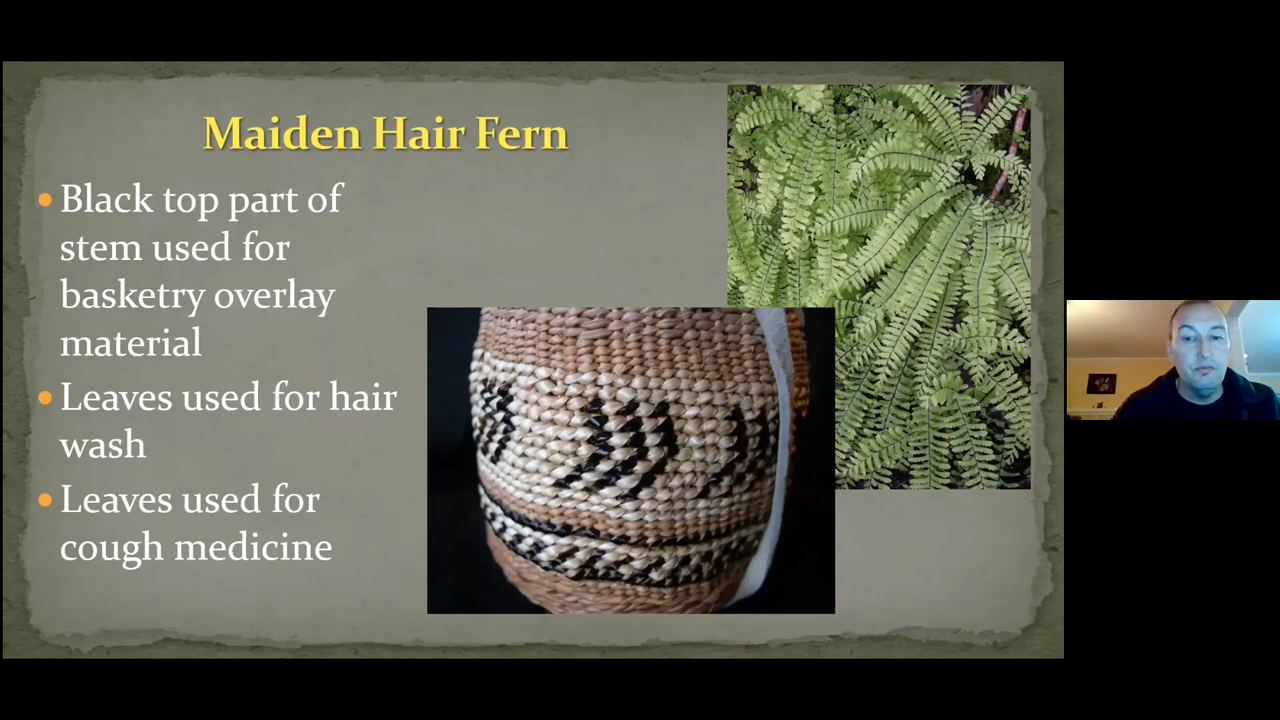 Maiden Hair Fern
Black top part of
stem used for
basketry overlay
material
Leaves used for hair
wash
Leaves used for
cough medicine